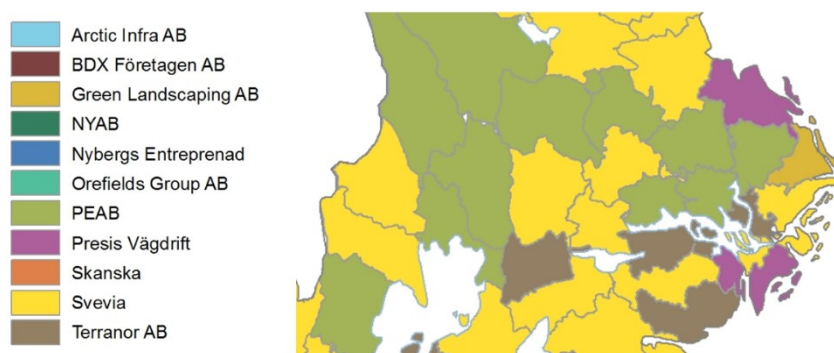 Arctic Infra AB
BDX Företagen AB
Green Landscaping AB
NYAB
Nybergs Entreprenad
Orefields Group AB
PEAB
Presis Vägdrift
Skanska
Svevia
Terranor AB